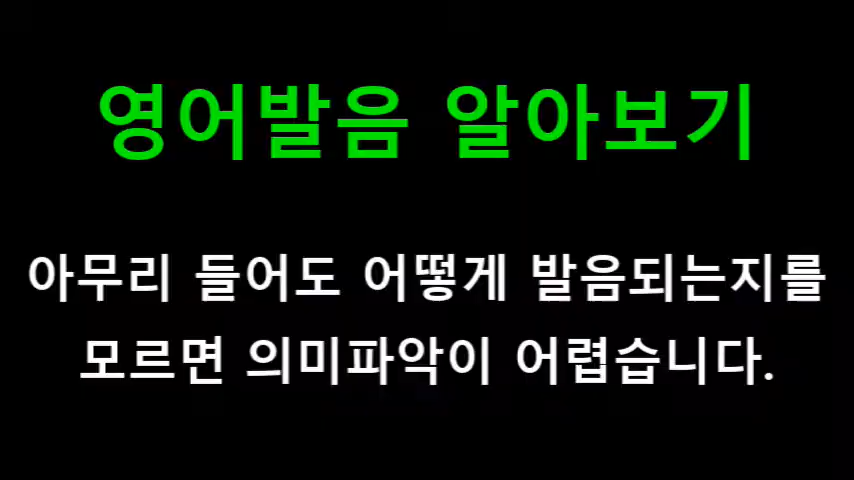 영어발음 알아보기
아무리 들어도 어떻게 발음되는지를
모르면 의미파악이 어렵습니다.